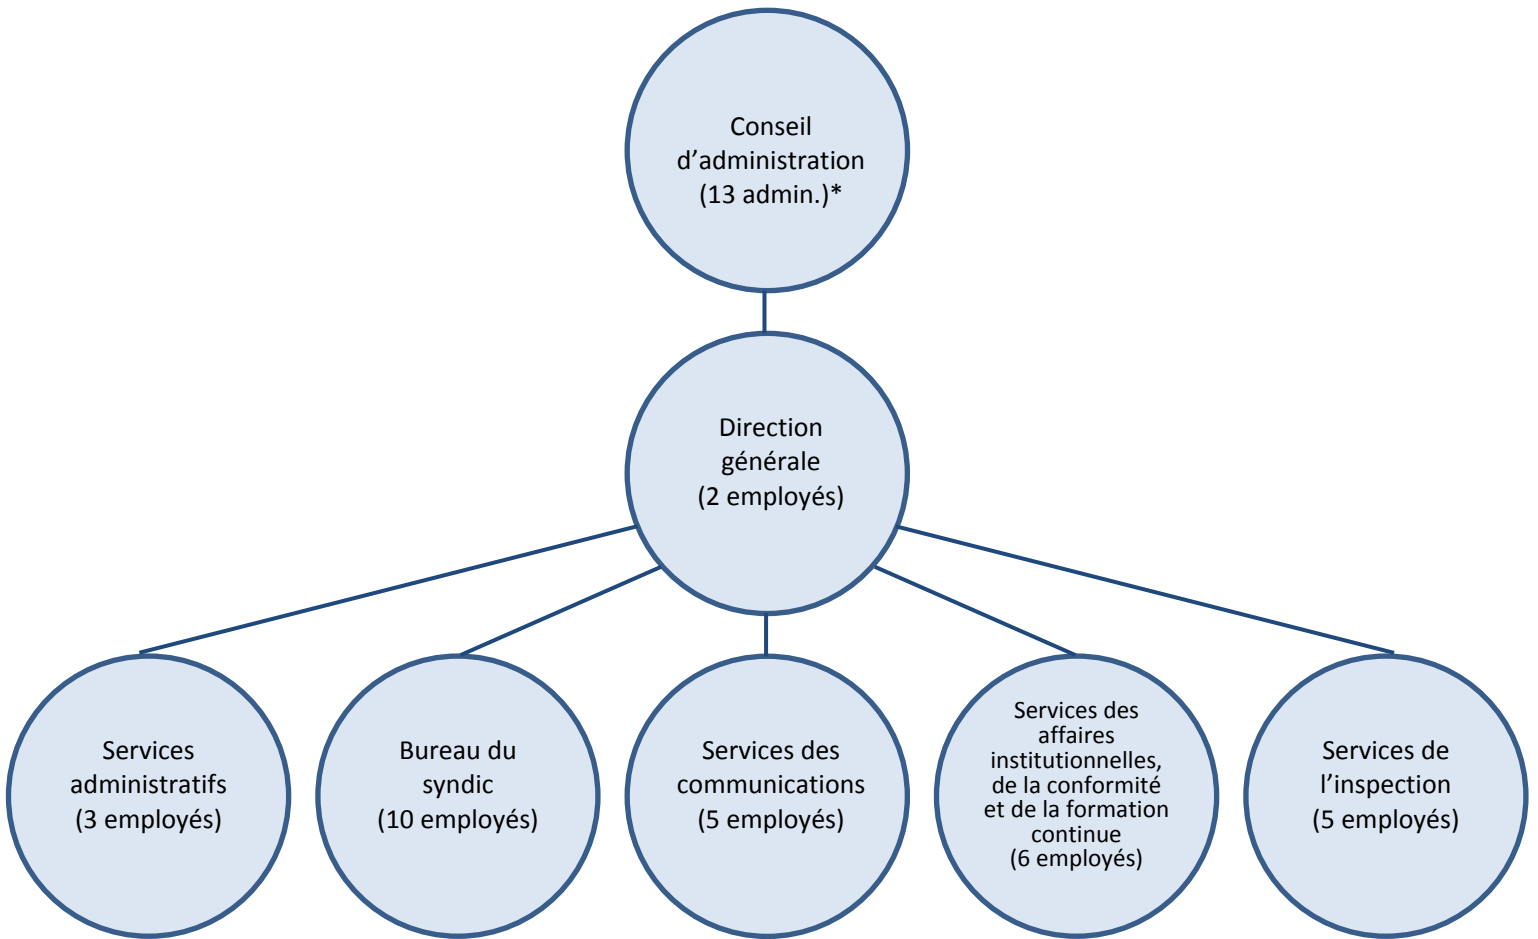 Conseil
d’administration
(13 admin.)*
Direction
générale
(2 employés)
Services
administratifs
(3 employés)
Bureau du
syndic
(10 employés)
Services des
communications
(5 employés)
Services des
affaires
institutionnelles,
de la conformité
et de la formation
continue
(6 employés)
Services de
l’inspection
(5 employés)